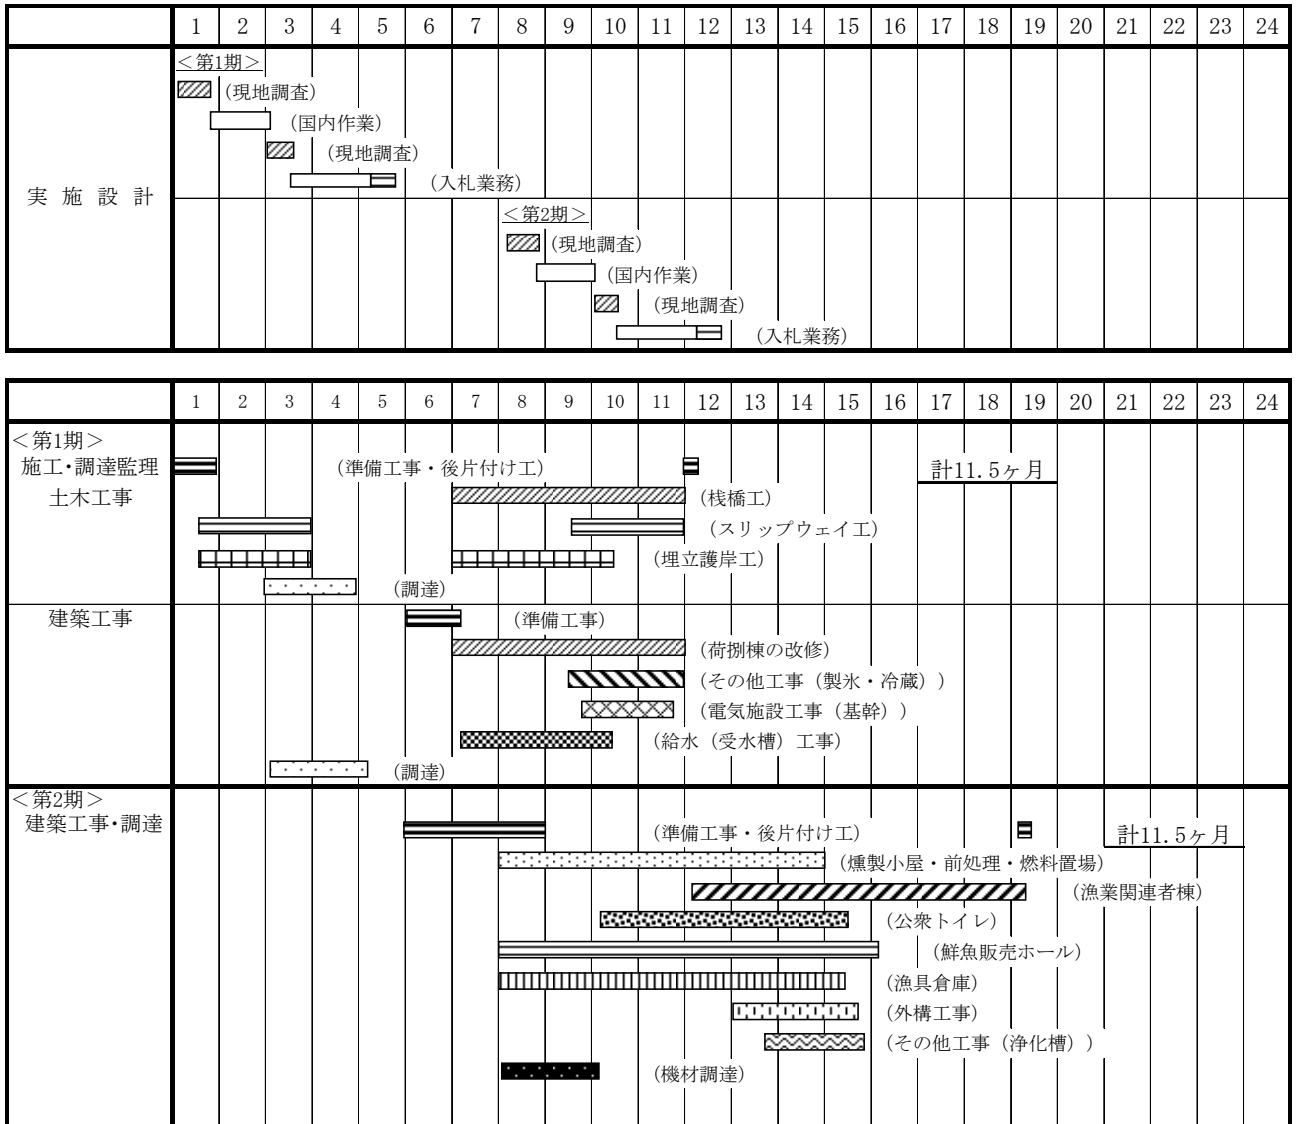 1 2 3 4 5 6 7 8 9 10 11 12 13 14 15 16 17 18 19 20 21 22 23 24
実 施 設 計
＜第1期＞
(現地調査)
(国内作業)
(現地調査)
(入札業務)
＜第2期＞
(現地調査)
(国内作業)
(現地調査)
(入札業務)
1 2 3 4 5 6 7 8 9 10 11 12 13 14 15 16 17 18 19 20 21 22 23 24
＜第1期＞
施工・調達監理 (準備工事・後片付け工) 計11.5ヶ月
土木工事 (桟橋工)
(スリップウェイ工)
(埋立護岸工)
(調達)
建築工事 (準備工事)
(荷捌棟の改修)
(その他工事（製氷・冷蔵）)
(電気施設工事（基幹）)
(給水（受水槽）工事)
(調達)
＜第2期＞
建築工事・調達 (準備工事・後片付け工) 計11.5ヶ月
(燻製小屋・前処理・燃料置場)
(漁業関連者棟)
(公衆トイレ)
(鮮魚販売ホール)
(漁具倉庫)
(外構工事)
(その他工事（浄化槽）)
(機材調達)